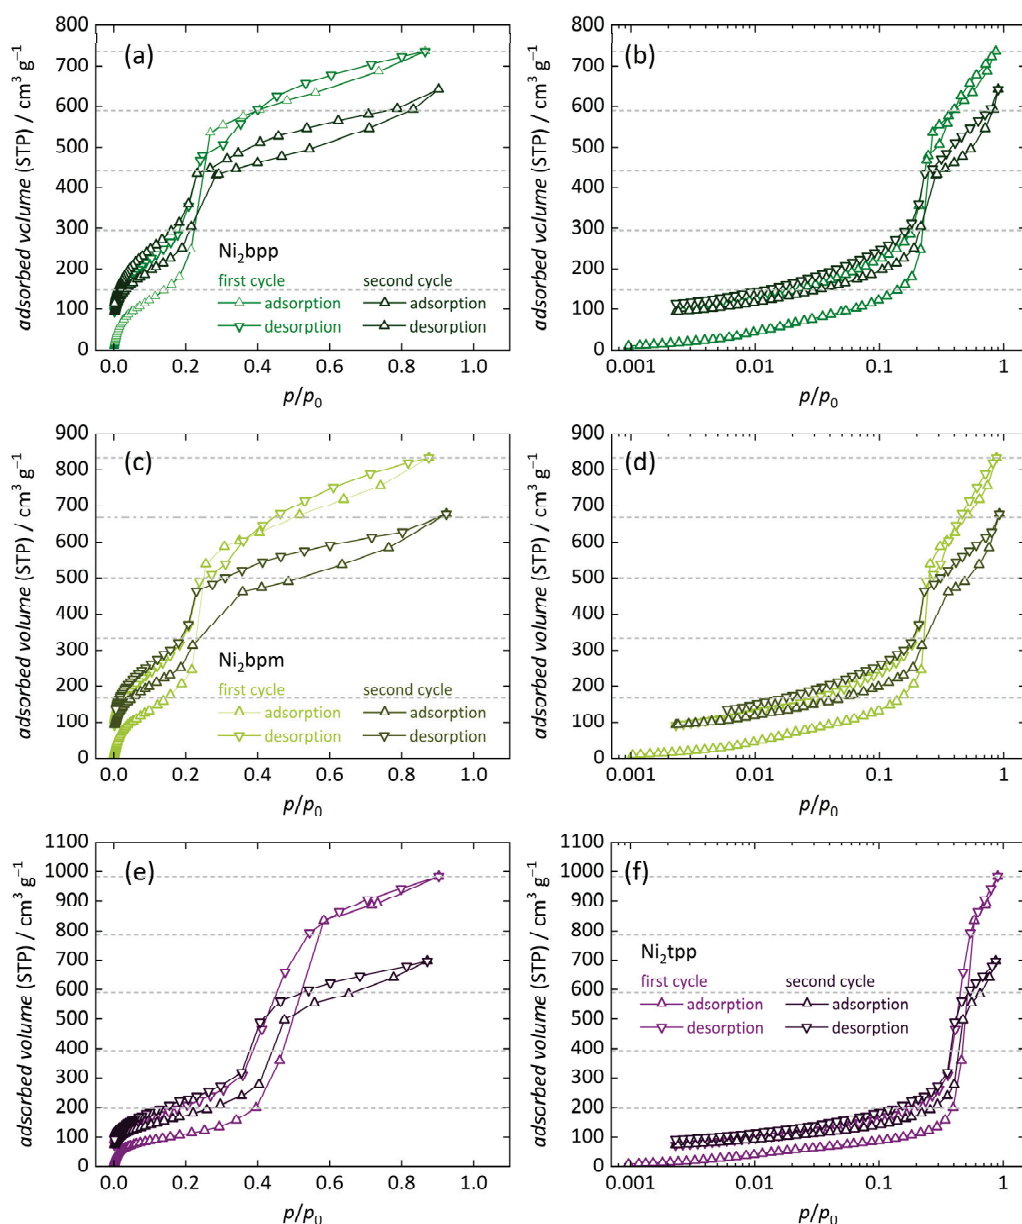 (a)
adsorbed volume (STP) / cm³ g⁻¹
800
700
600
500
400
300
200
100
0
Ni₂bpp
first cycle second cycle
adsorption adsorption
desorption desorption
0.0 0.2 0.4 0.6 0.8 1.0
p/p₀
(b)
adsorbed volume (STP) / cm³ g⁻¹
800
700
600
500
400
300
200
100
0
0.001 0.01 0.1 1
p/p₀
(c)
adsorbed volume (STP) / cm³ g⁻¹
900
800
700
600
500
400
300
200
100
0
Ni₂bpm
first cycle second cycle
adsorption adsorption
desorption desorption
0.0 0.2 0.4 0.6 0.8 1.0
p/p₀
(d)
adsorbed volume (STP) / cm³ g⁻¹
900
800
700
600
500
400
300
200
100
0
0.001 0.01 0.1 1
p/p₀
(e)
adsorbed volume (STP) / cm³ g⁻¹
1100
1000
900
800
700
600
500
400
300
200
100
0
0.0 0.2 0.4 0.6 0.8 1.0
p/p₀
(f)
adsorbed volume (STP) / cm³ g⁻¹
1100
1000
900
800
700
600
500
400
300
200
100
0
Ni₂tpp
first cycle second cycle
adsorption adsorption
desorption desorption
0.001 0.01 0.1 1
p/p₀